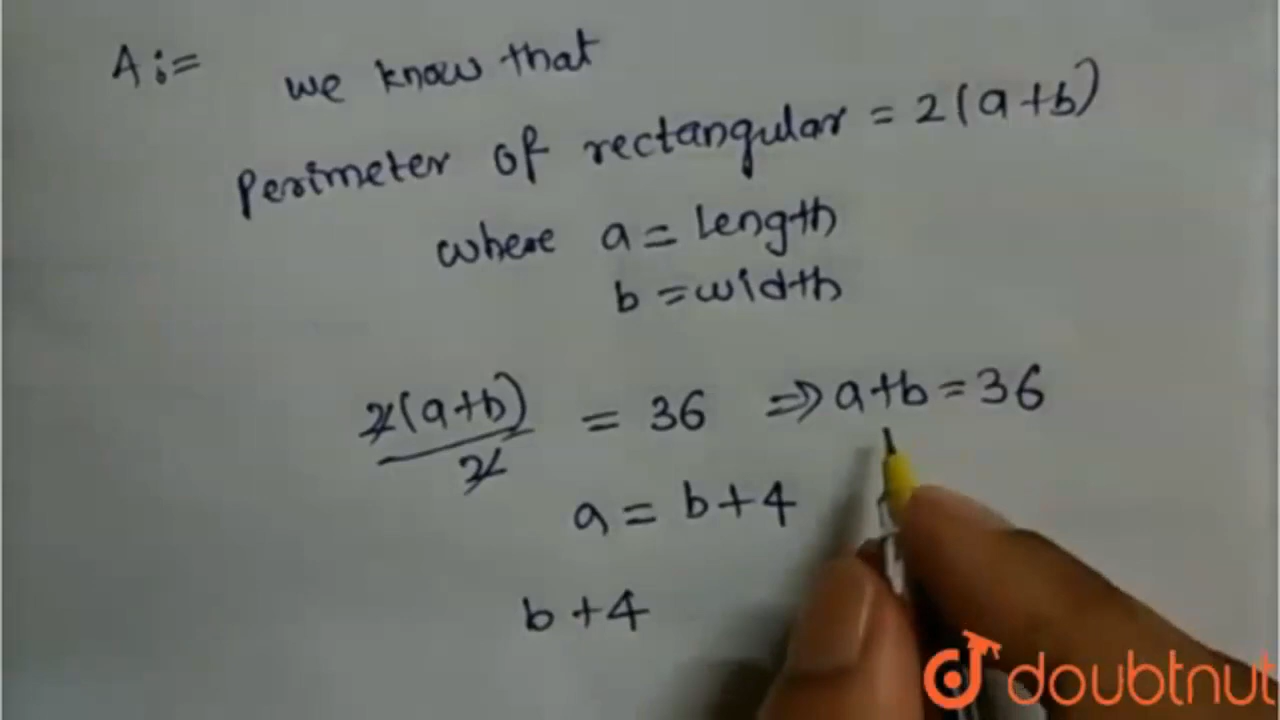 A:= we know that
Perimeter of rectangular = 2(a+b)
where a = length
b = width
2(a+b)/2 = 36 ⇒ a+b = 36
a = b+4
b+4
doubtnut